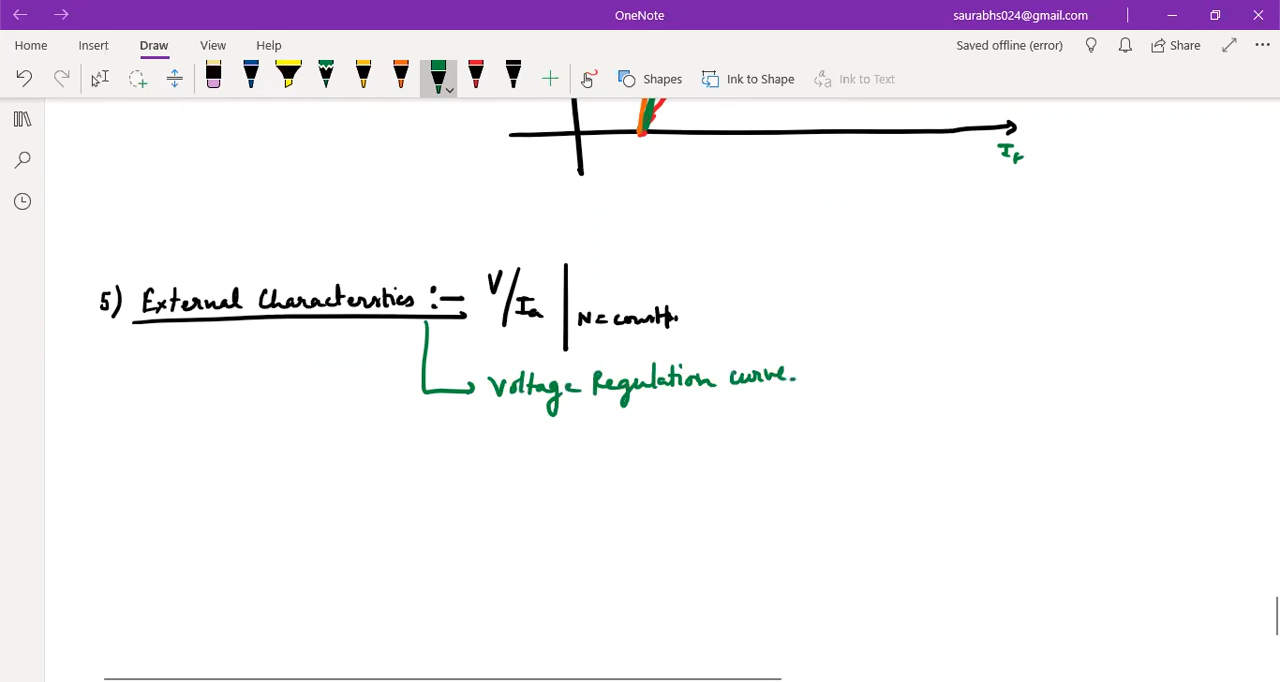 OneNote
saurabhs024@gmail.com
Home Insert Draw View Help
Saved offline (error) Share
Shapes Ink to Shape Ink to Text
If
5) External Characteristics :— V/Ia | N = constt.
Voltage Regulation curve.